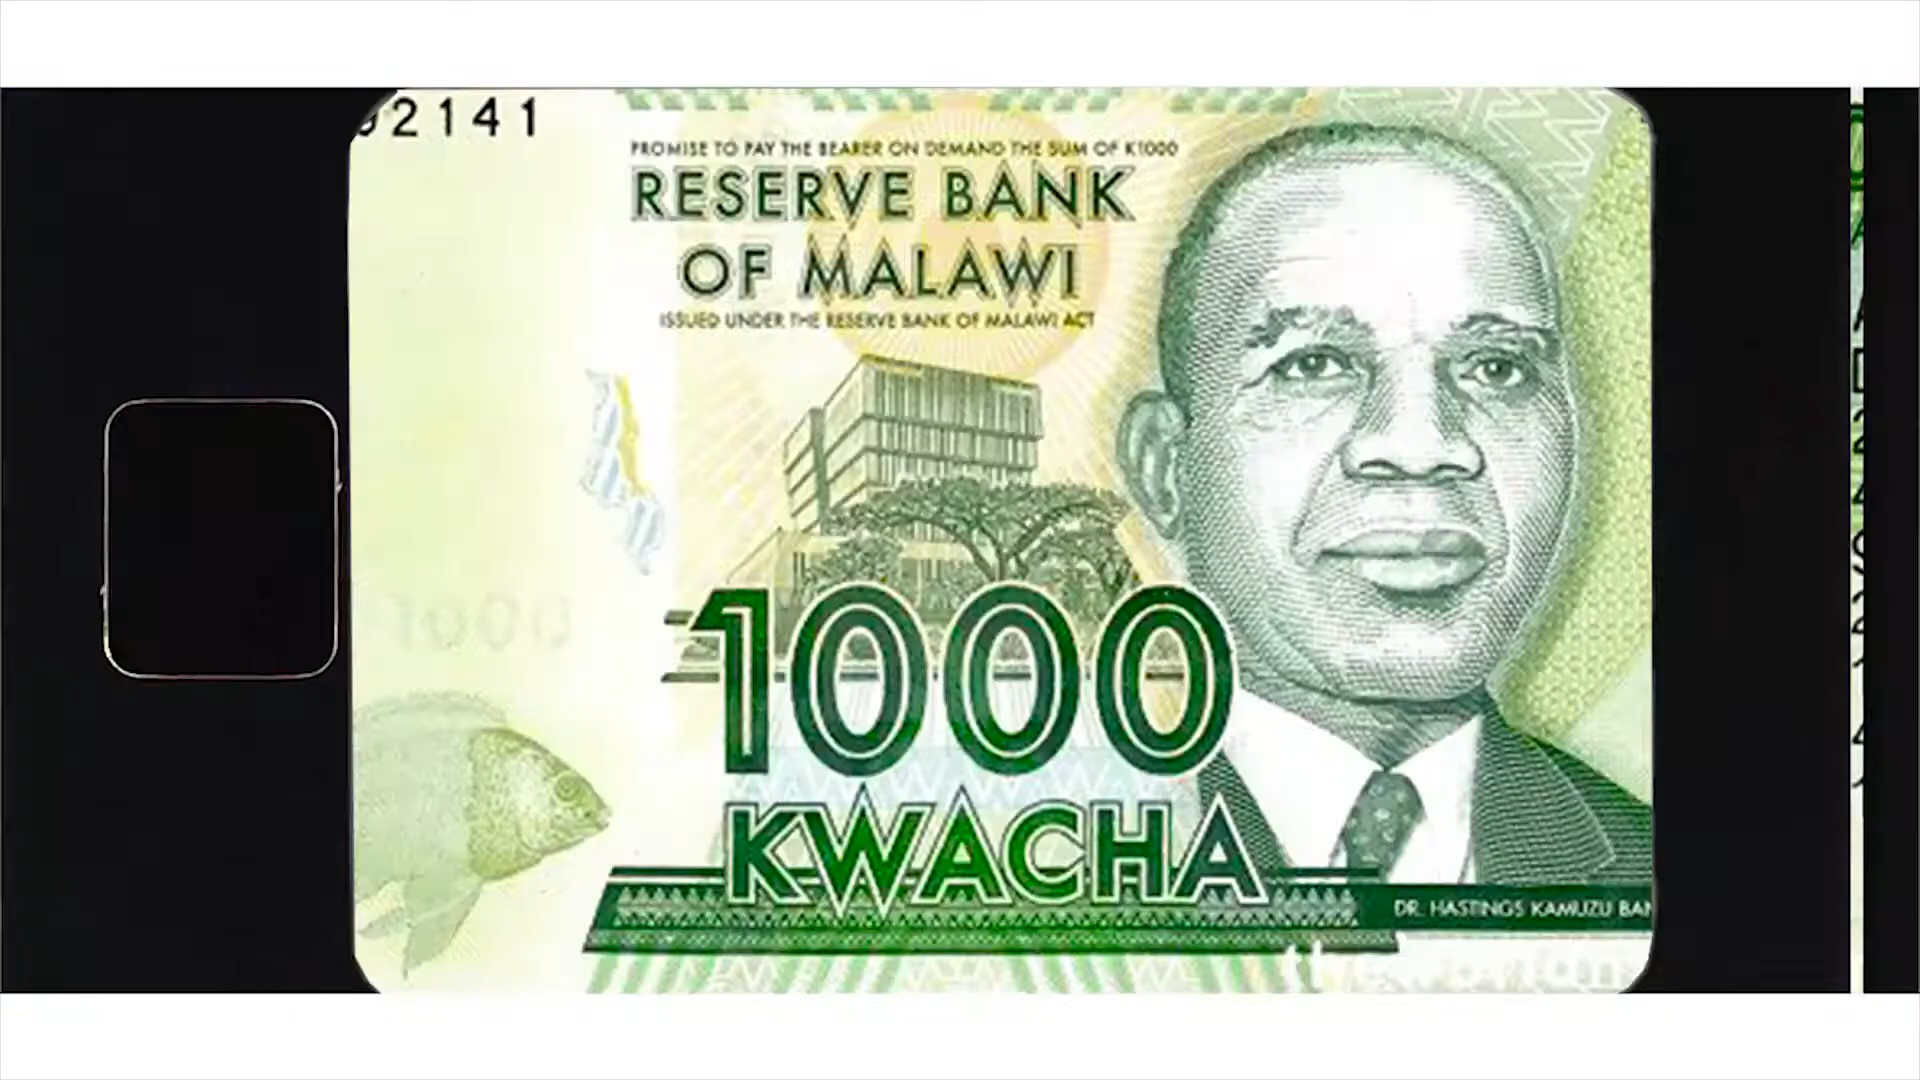 2141
PROMISE TO PAY THE BEARER ON DEMAND THE SUM OF K1000
RESERVE BANK
OF MALAWI
ISSUED UNDER THE RESERVE BANK OF MALAWI ACT
1000
1000
KWACHA
DR. HASTINGS KAMUZU BAN